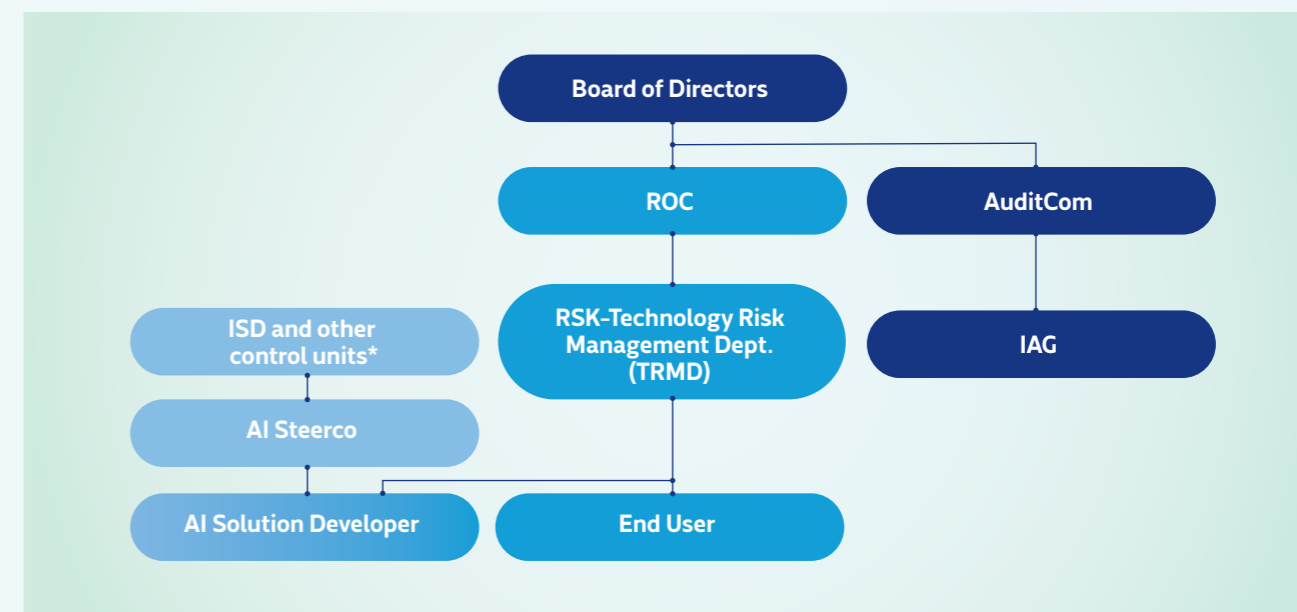 Board of Directors
ROC
AuditCom
ISD and other
control units*
RSK-Technology Risk
Management Dept.
(TRMD)
IAG
AI Steerco
AI Solution Developer
End User